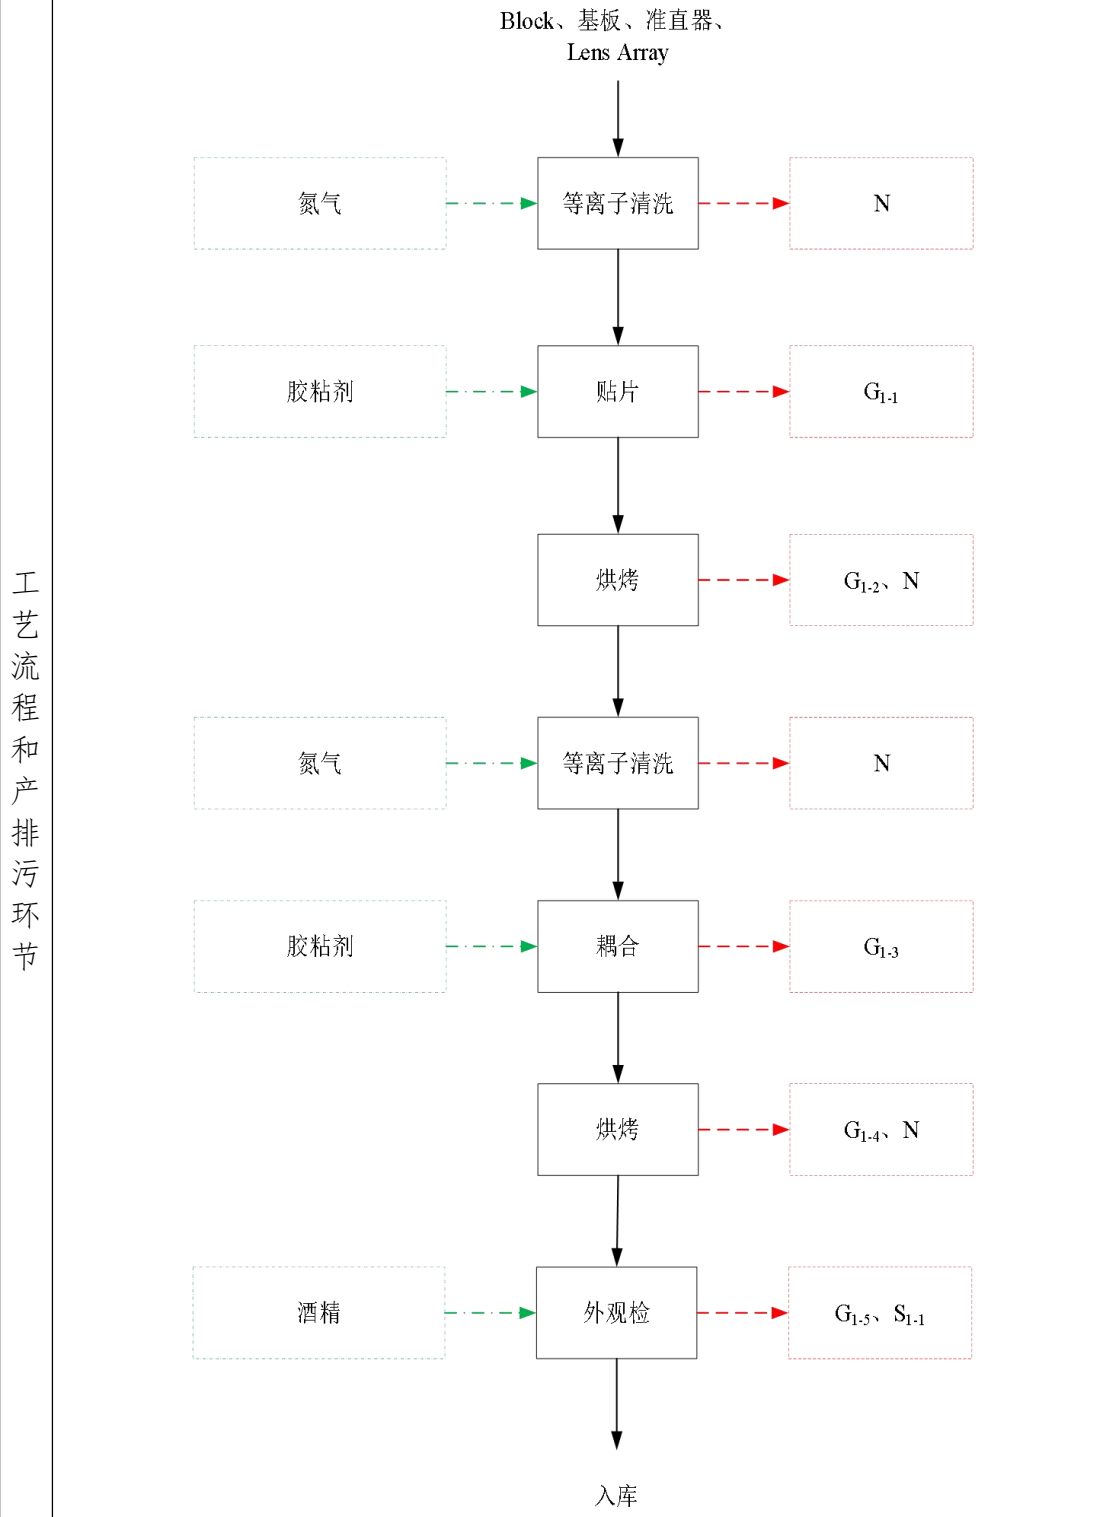 Block、基板、准直器、
Lens Array
氮气
等离子清洗
N
胶粘剂
贴片
G1-1
烘烤
G1-2、N
氮气
等离子清洗
N
胶粘剂
耦合
G1-3
烘烤
G1-4、N
酒精
外观检
G1-5、S1-1
入库
工艺流程和产排污环节